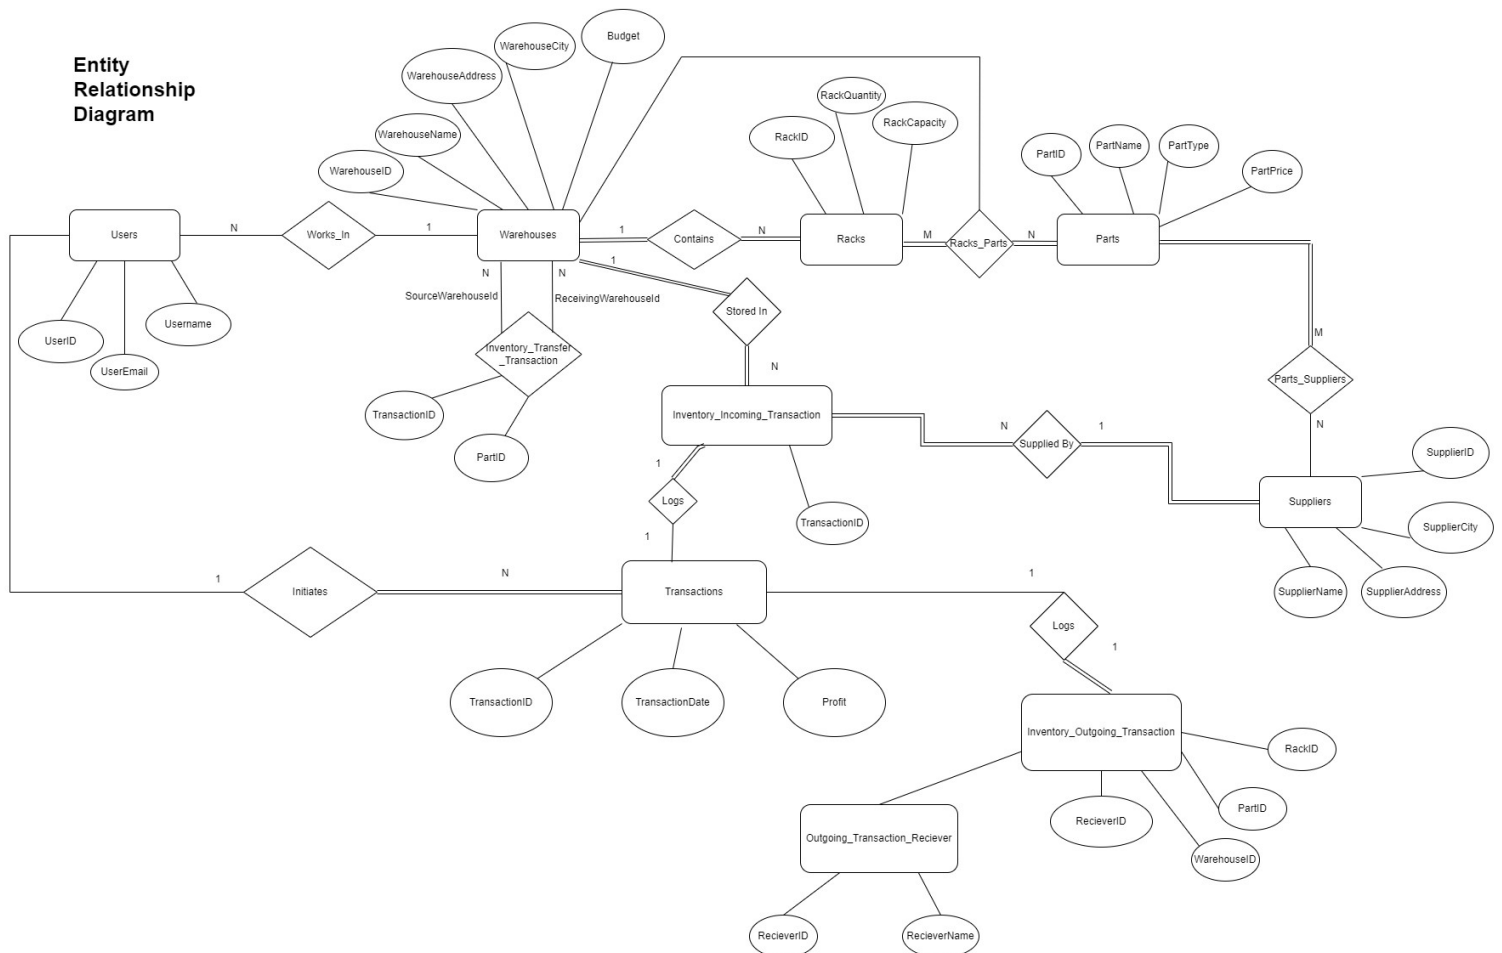 Entity
Relationship
Diagram
WarehouseCity
Budget
WarehouseAddress
WarehouseName
WarehouseID
RackQuantity
RackID
RackCapacity
PartID
PartName
PartType
PartPrice
Users
N
Works_In
1
Warehouses
1
Contains
N
Racks
M
Racks_Parts
N
Parts
N
N
1
SourceWarehouseId
ReceivingWarehouseId
Stored In
UserID
UserEmail
Username
Inventory_Transfer
_Transaction
TransactionID
PartID
N
M
Parts_Suppliers
N
Inventory_Incoming_Transaction
N
Supplied By
1
SupplierID
Suppliers
SupplierCity
SupplierName
SupplierAddress
1
Logs
1
TransactionID
1
Initiates
N
Transactions
1
Logs
1
TransactionID
TransactionDate
Profit
Inventory_Outgoing_Transaction
RackID
PartID
RecieverID
WarehouseID
Outgoing_Transaction_Reciever
RecieverID
RecieverName